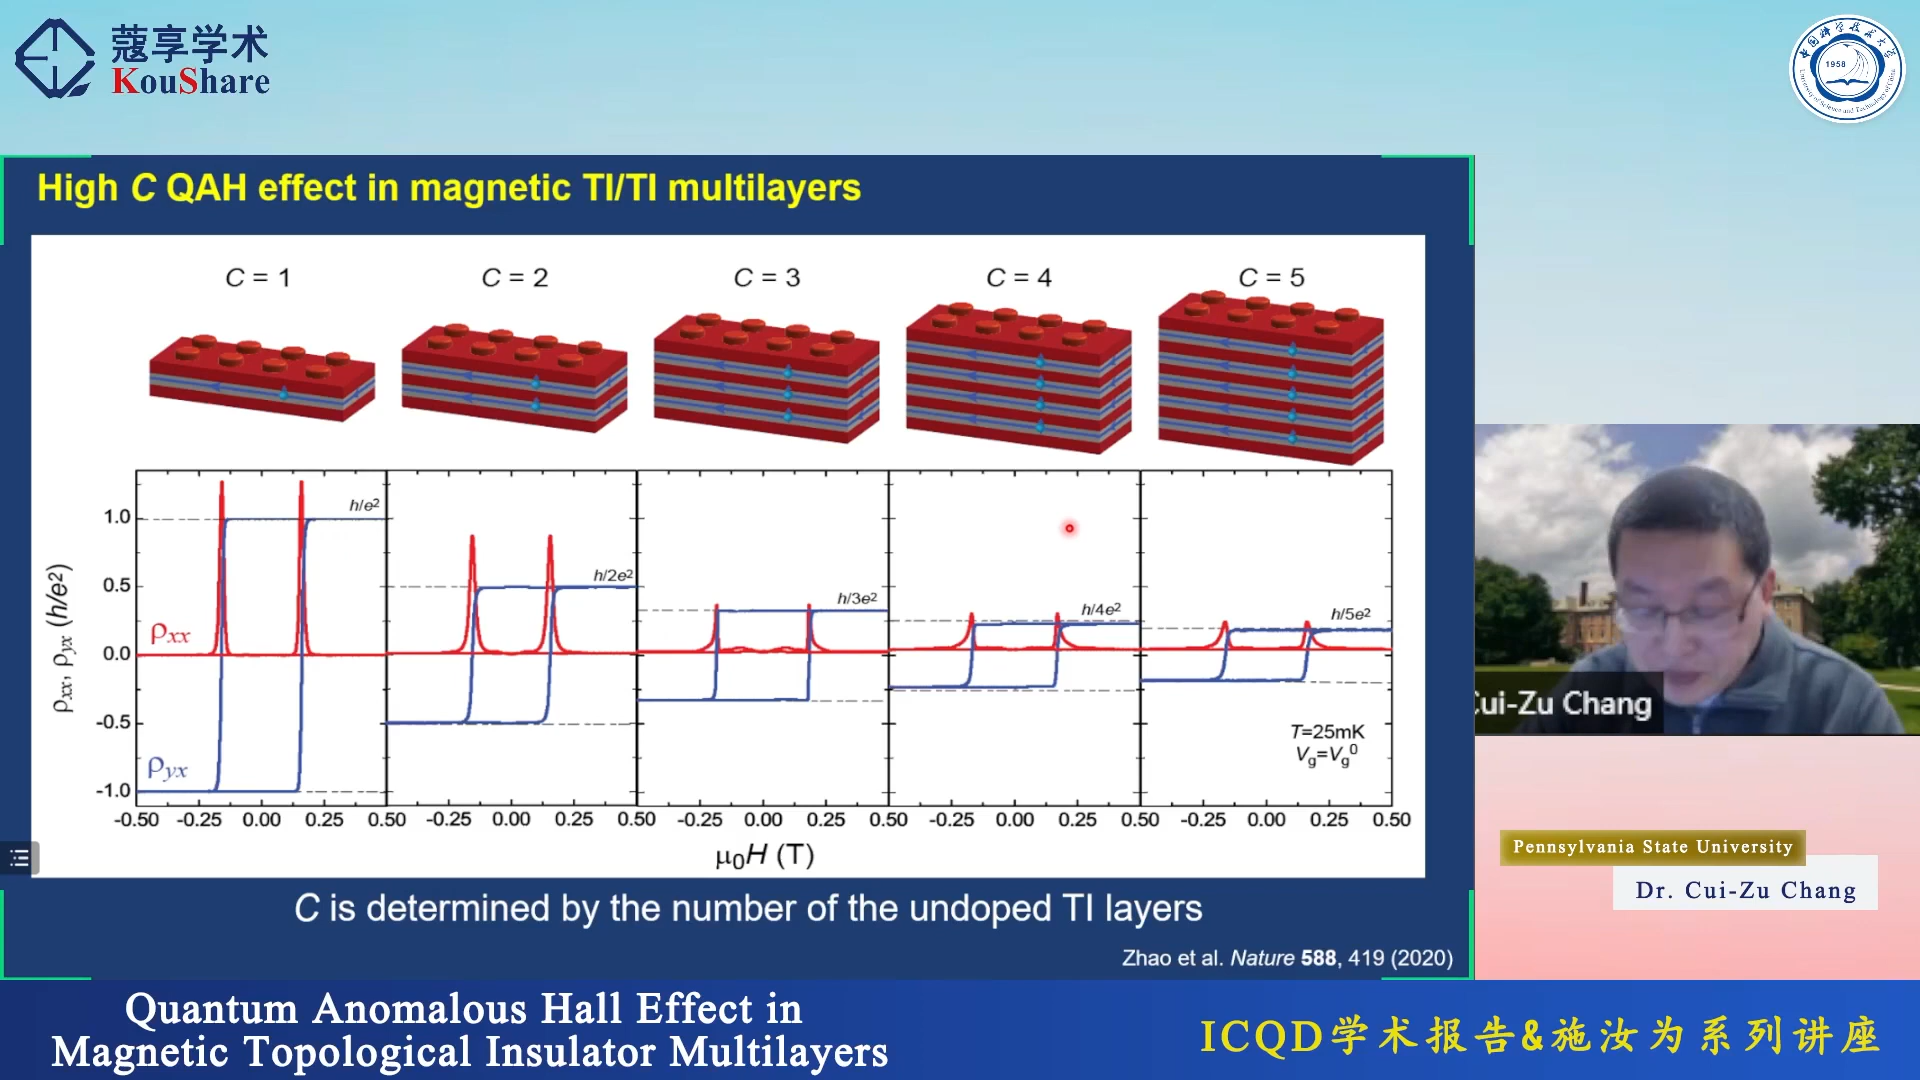 蔻享学术
KouShare
1958
High C QAH effect in magnetic TI/TI multilayers
C = 1
C = 2
C = 3
C = 4
C = 5
h/e²
h/2e²
h/3e²
h/4e²
h/5e²
1.0
0.5
0.0
-0.5
-1.0
ρxx, ρyx (h/e²)
ρxx
ρyx
T=25mK
Vg=Vg⁰
-0.50 -0.25 0.00 0.25 0.50 -0.25 0.00 0.25 0.50 -0.25 0.00 0.25 0.50 -0.25 0.00 0.25 0.50 -0.25 0.00 0.25 0.50
μ0H (T)
C is determined by the number of the undoped TI layers
Zhao et al. Nature 588, 419 (2020)
Cui-Zu Chang
Pennsylvania State University
Dr. Cui-Zu Chang
Quantum Anomalous Hall Effect in
Magnetic Topological Insulator Multilayers
ICQD学术报告&施汝为系列讲座